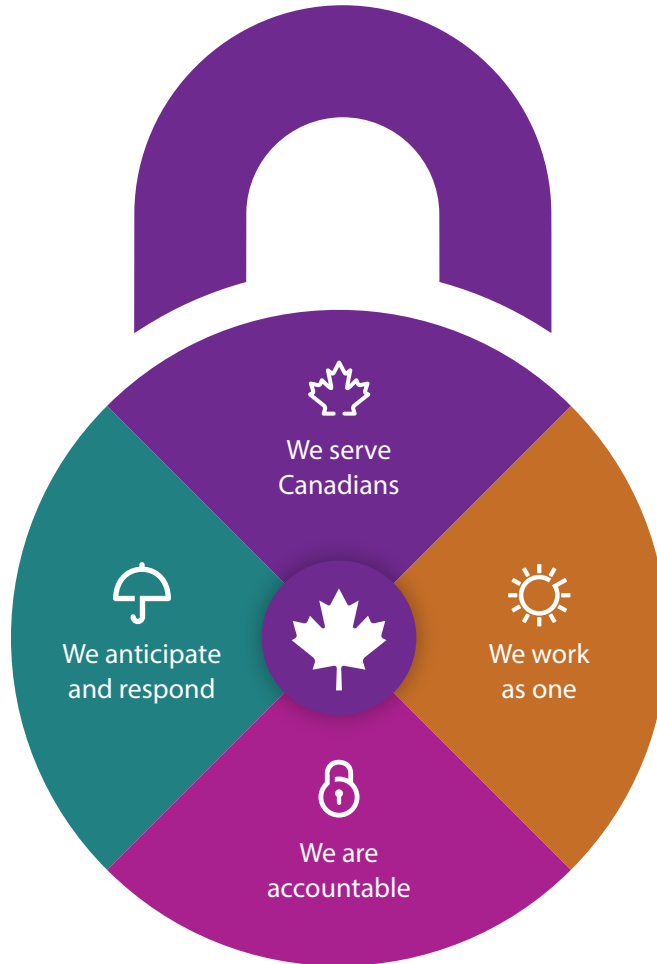 We serve
Canadians
We anticipate
and respond
We work
as one
We are
accountable